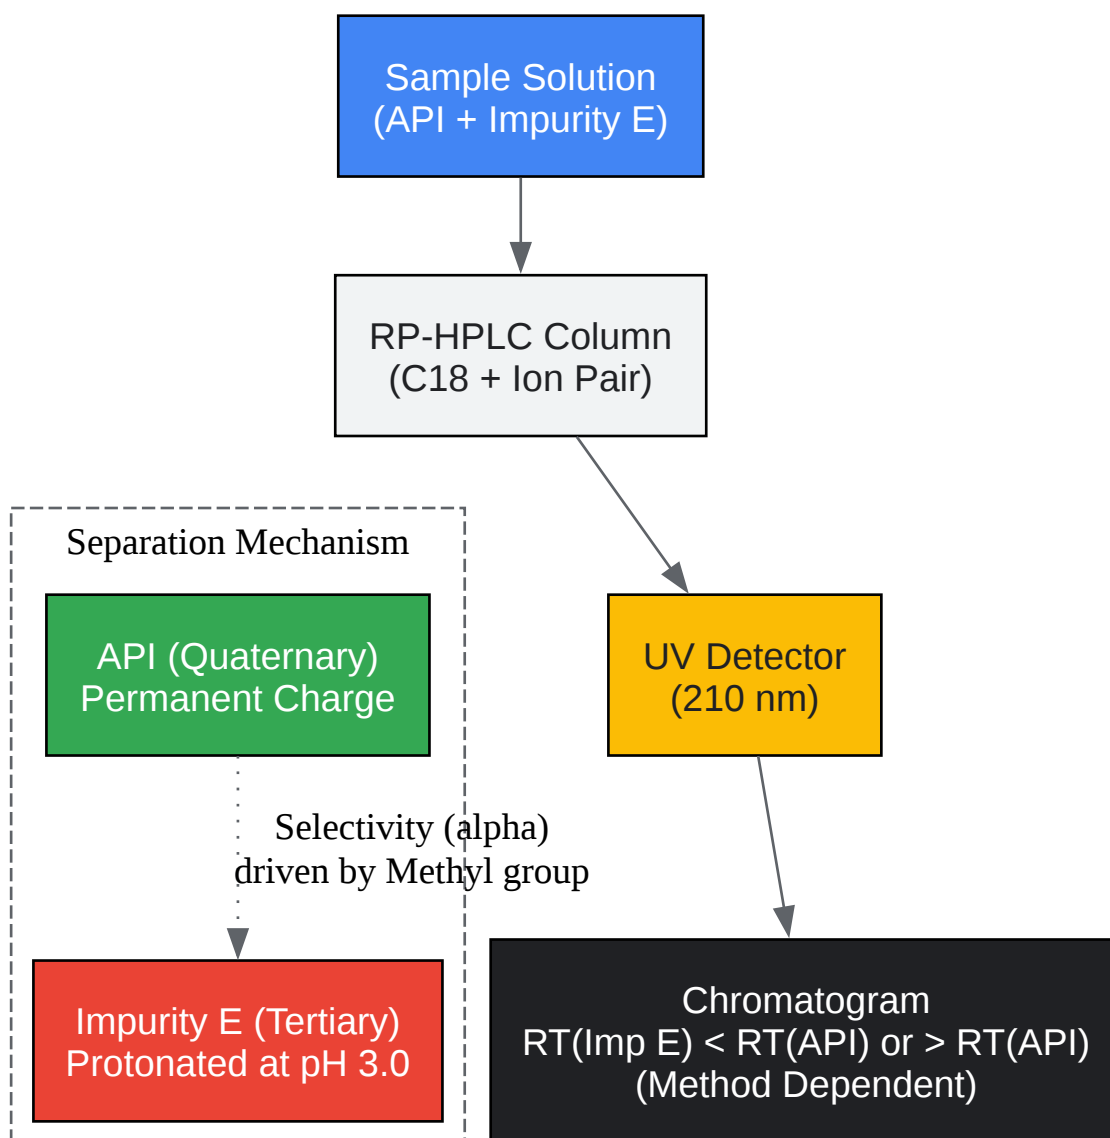 Sample Solution
(API + Impurity E)
RP-HPLC Column
(C18 + Ion Pair)
Separation Mechanism
API (Quaternary)
Permanent Charge
UV Detector
(210 nm)
Selectivity (alpha)
driven by Methyl group
Impurity E (Tertiary)
Protonated at pH 3.0
Chromatogram
RT(Imp E) < RT(API) or > RT(API)
(Method Dependent)